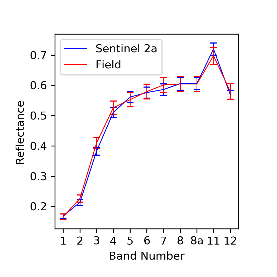 Sentinel 2a
Field
0.7
0.6
0.5
0.4
0.3
0.2
Reflectance
1 2 3 4 5 6 7 8 8a 11 12
Band Number